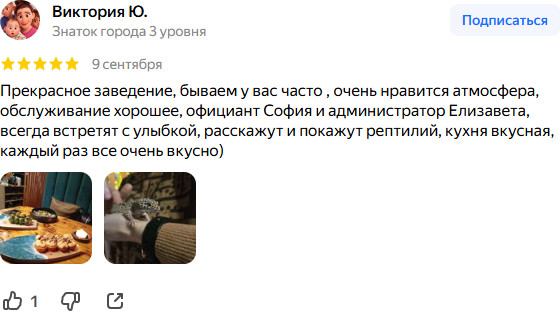 Виктория Ю.
Знаток города 3 уровня
Подписаться
9 сентября
Прекрасное заведение, бываем у вас часто , очень нравится атмосфера,
обслуживание хорошее, официант София и администратор Елизавета,
всегда встретят с улыбкой, расскажут и покажут рептилий, кухня вкусная,
каждый раз все очень вкусно)
1